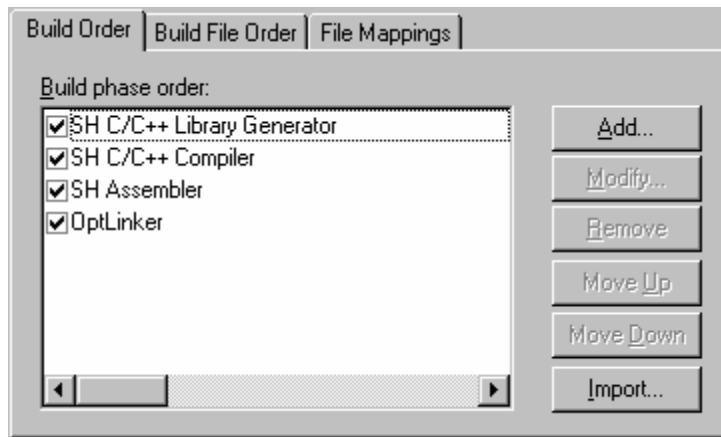 Build Order Build File Order File Mappings
Build phase order:
SH C/C++ Library Generator
SH C/C++ Compiler
SH Assembler
OptLinker
Add...
Modify...
Remove
Move Up
Move Down
Import...